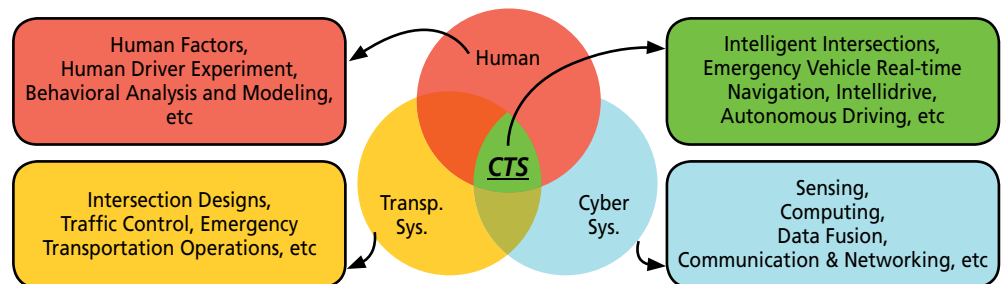 Human Factors,
Human Driver Experiment,
Behavioral Analysis and Modeling,
etc
Human
Intelligent Intersections,
Emergency Vehicle Real-time
Navigation, Intellidrive,
Autonomous Driving, etc
CTS
Intersection Designs,
Traffic Control, Emergency
Transportation Operations, etc
Transp.
Sys.
Cyber
Sys.
Sensing,
Computing,
Data Fusion,
Communication & Networking, etc